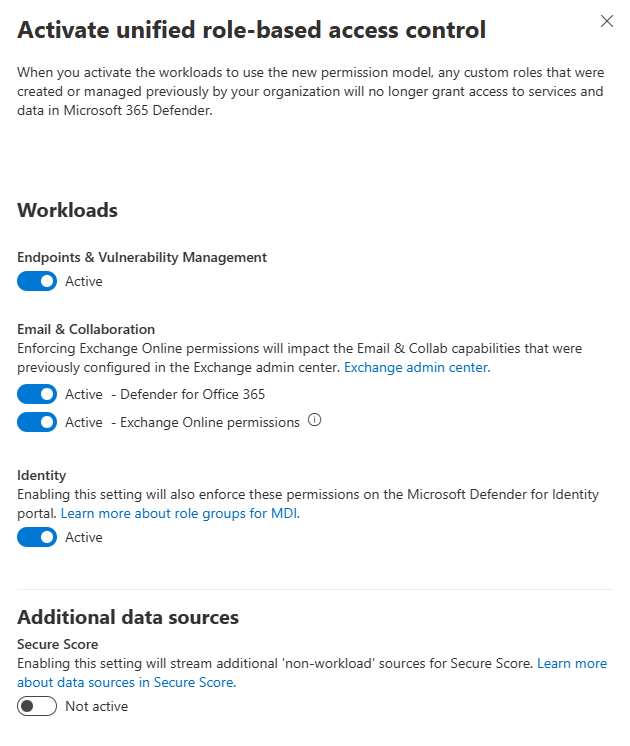 Activate unified role-based access control
When you activate the workloads to use the new permission model, any custom roles that were
created or managed previously by your organization will no longer grant access to services and
data in Microsoft 365 Defender.
Workloads
Endpoints & Vulnerability Management
Active
Email & Collaboration
Enforcing Exchange Online permissions will impact the Email & Collab capabilities that were
previously configured in the Exchange admin center. Exchange admin center.
Active - Defender for Office 365
Active - Exchange Online permissions
Identity
Enabling this setting will also enforce these permissions on the Microsoft Defender for Identity
portal. Learn more about role groups for MDI.
Active
Additional data sources
Secure Score
Enabling this setting will stream additional 'non-workload' sources for Secure Score. Learn more
about data sources in Secure Score.
Not active